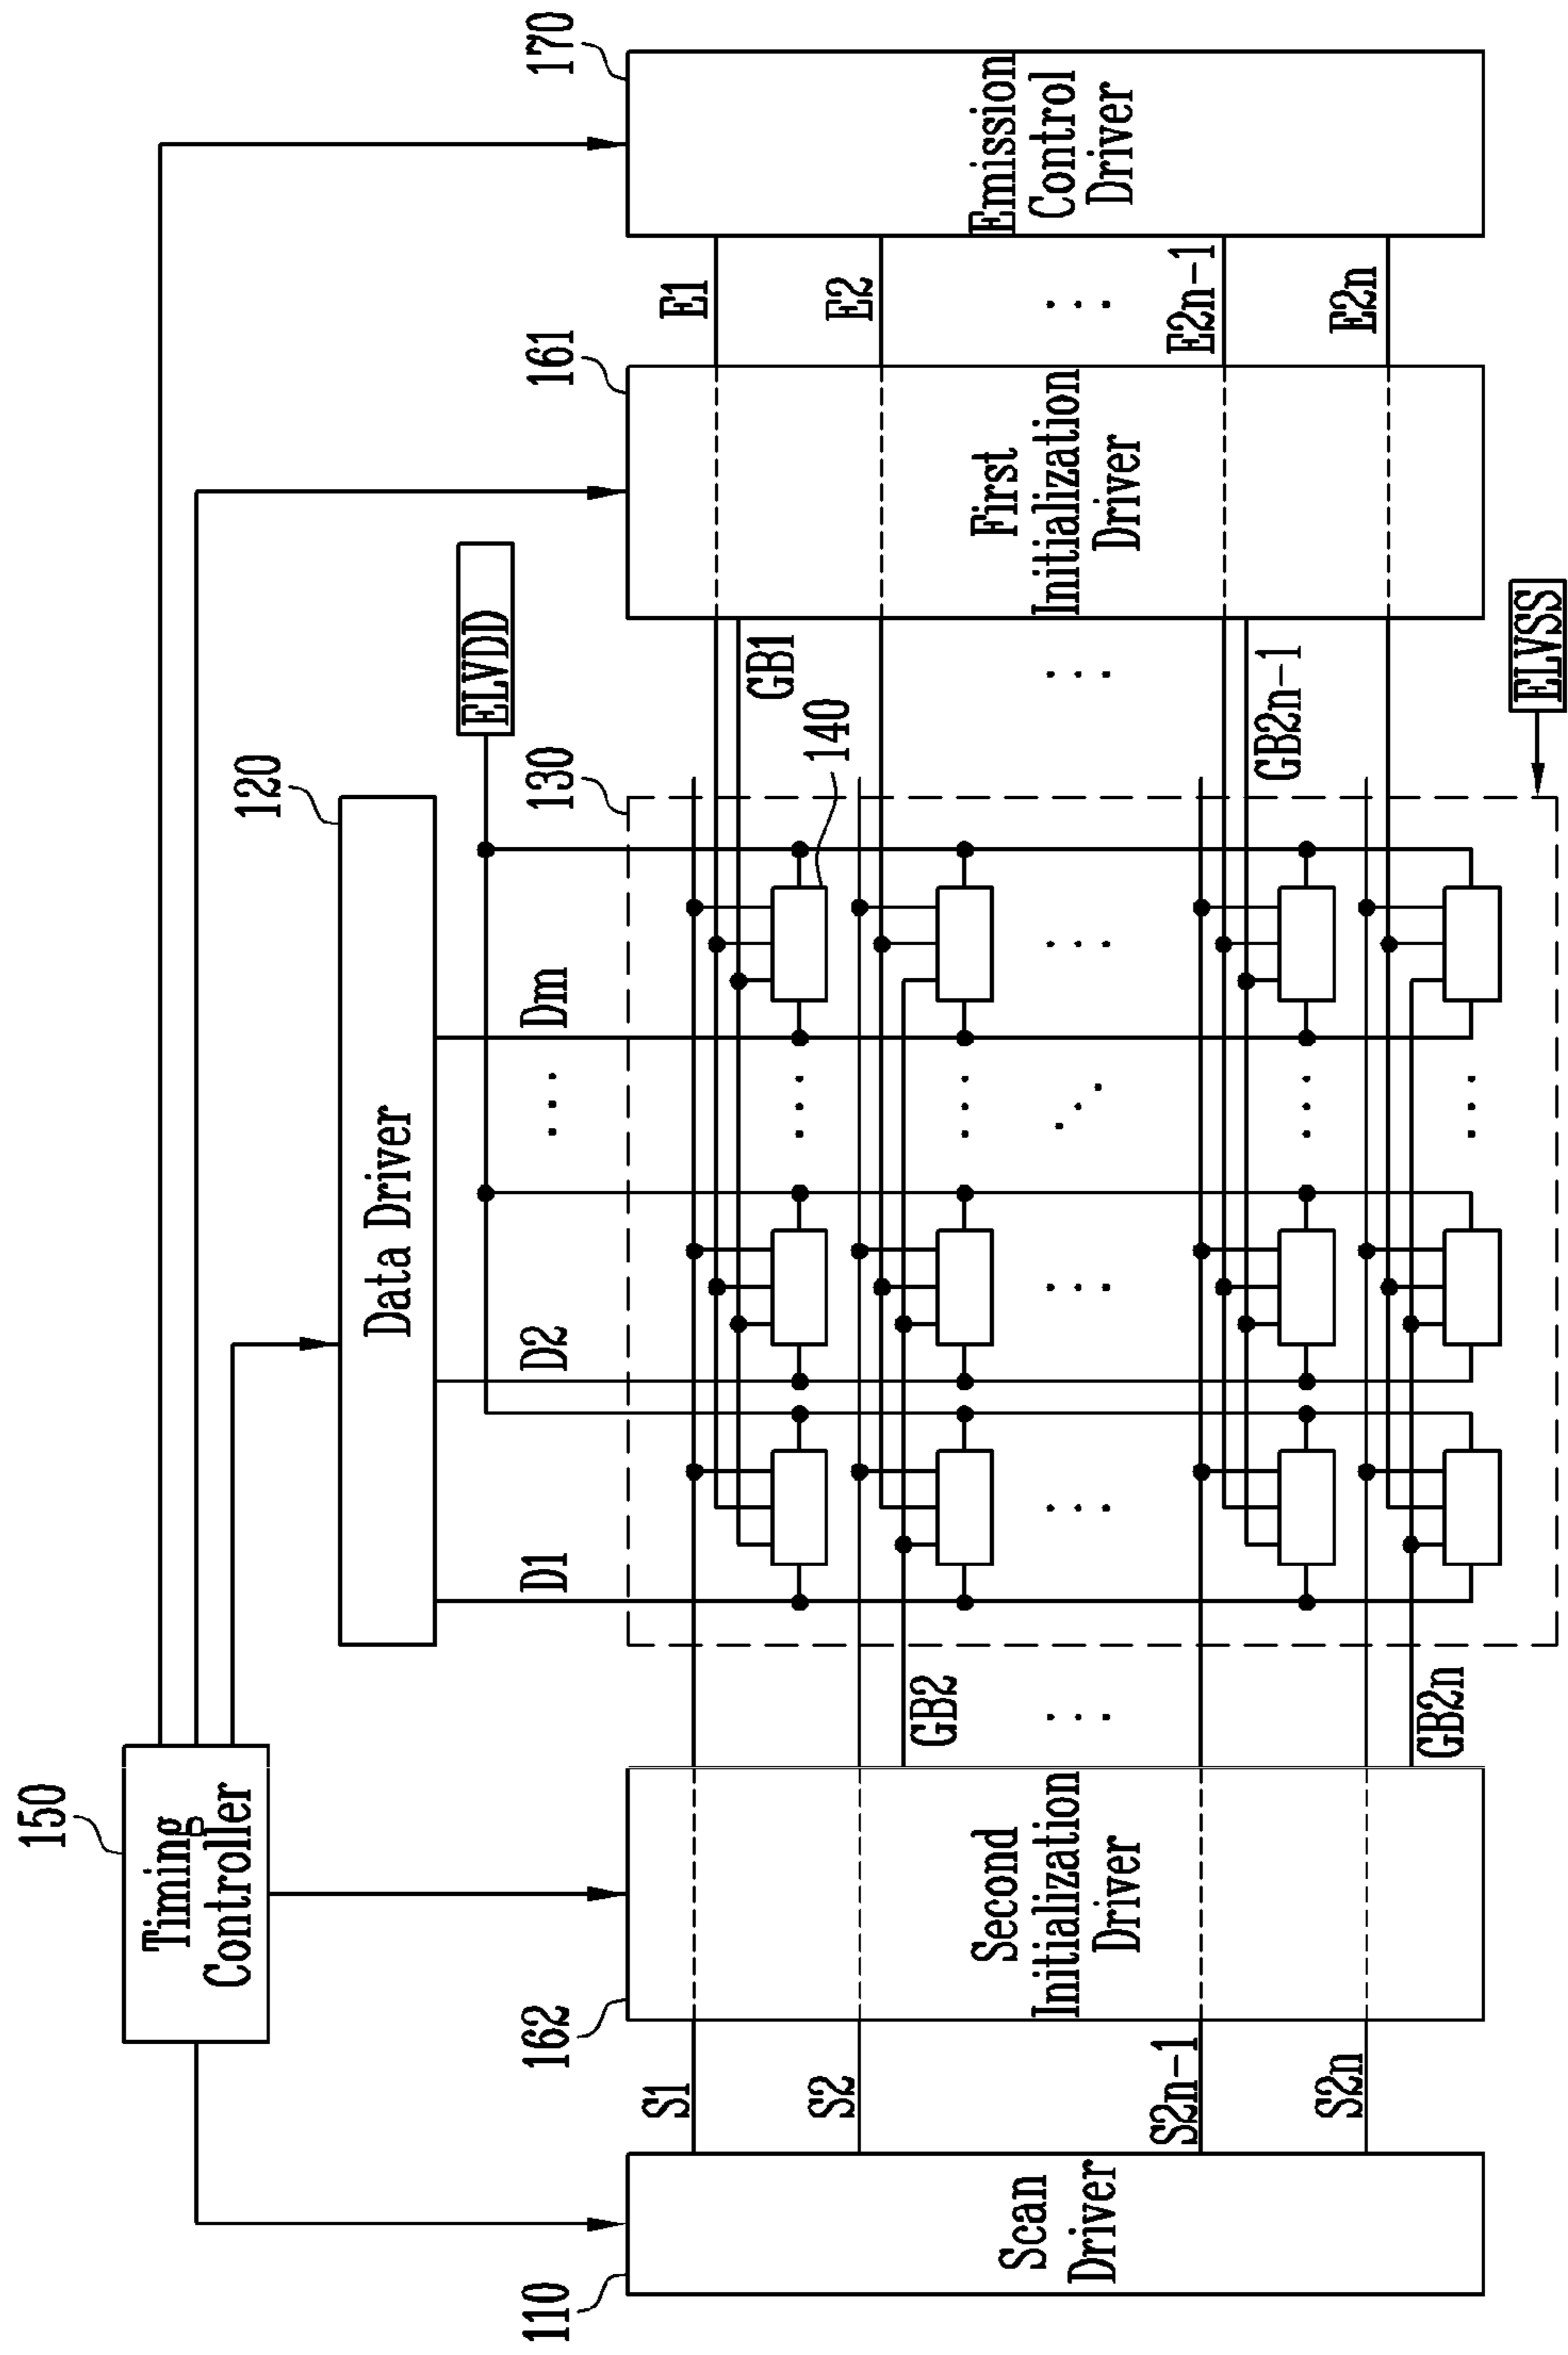 150
Timing
Controller
120
Data Driver
ELVDD
D1
D2
...
Dm
110
162
130
161
170
Scan
Driver
S1
S2
S2n-1
S2n
Second
Initialization
Driver
GB2
...
GB2n
140
GB1
...
GB2n-1
First
Initialization
Driver
E1
E2
...
E2n-1
E2n
Emission
Control
Driver
ELVSS